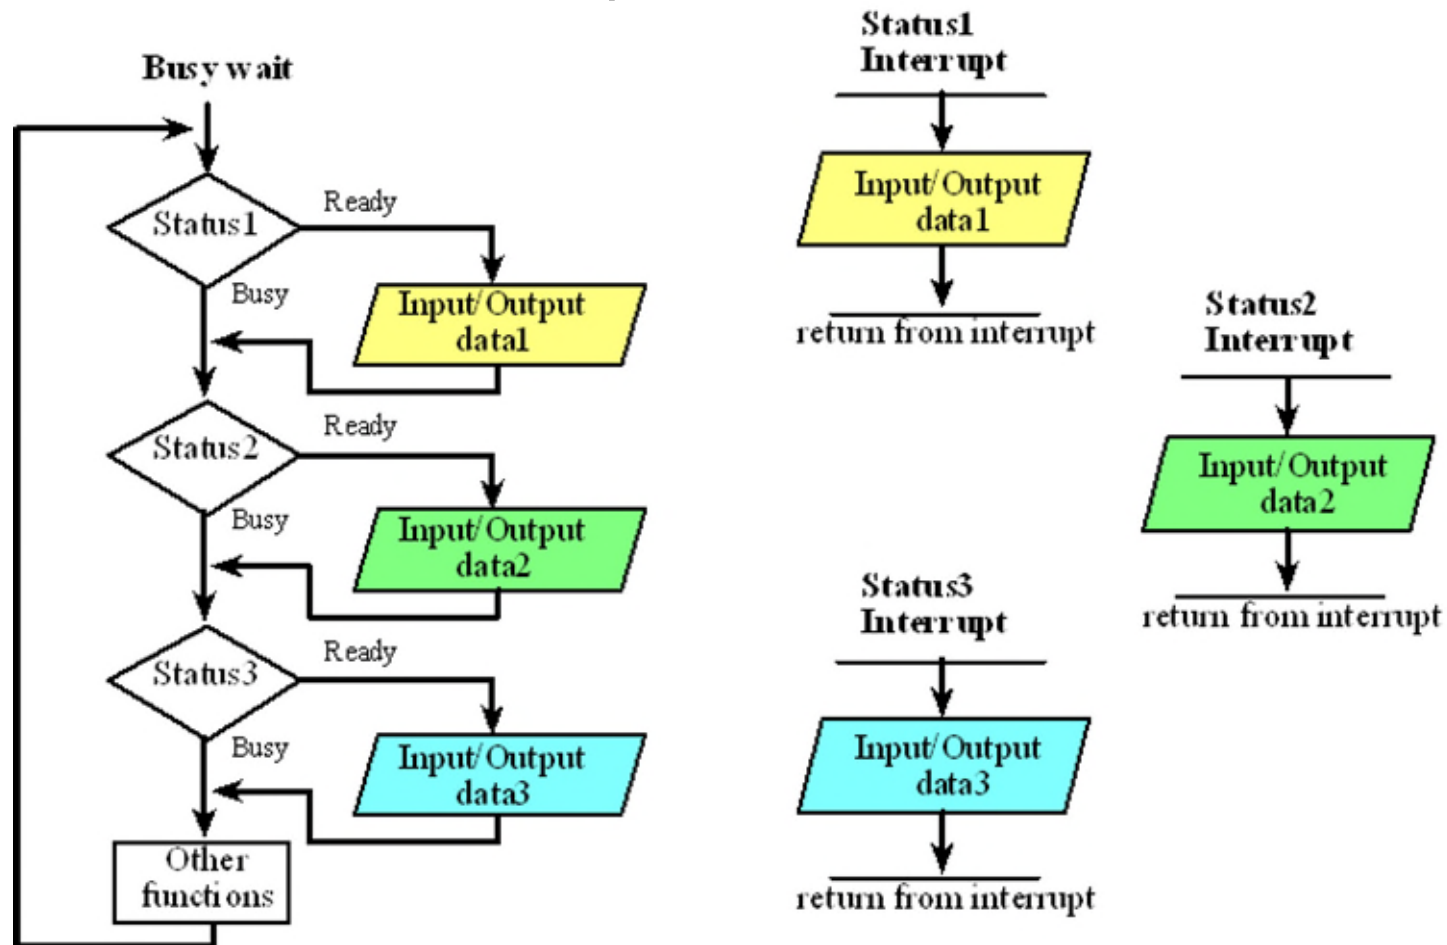 Busy wait
Status1
Ready
Busy
Input/Output
data1
Status2
Ready
Busy
Input/Output
data2
Status3
Ready
Busy
Input/Output
data3
Other
functions
Status1
Interrupt
Input/Output
data1
return from interrupt
Status2
Interrupt
Input/Output
data2
return from interrupt
Status3
Interrupt
Input/Output
data3
return from interrupt